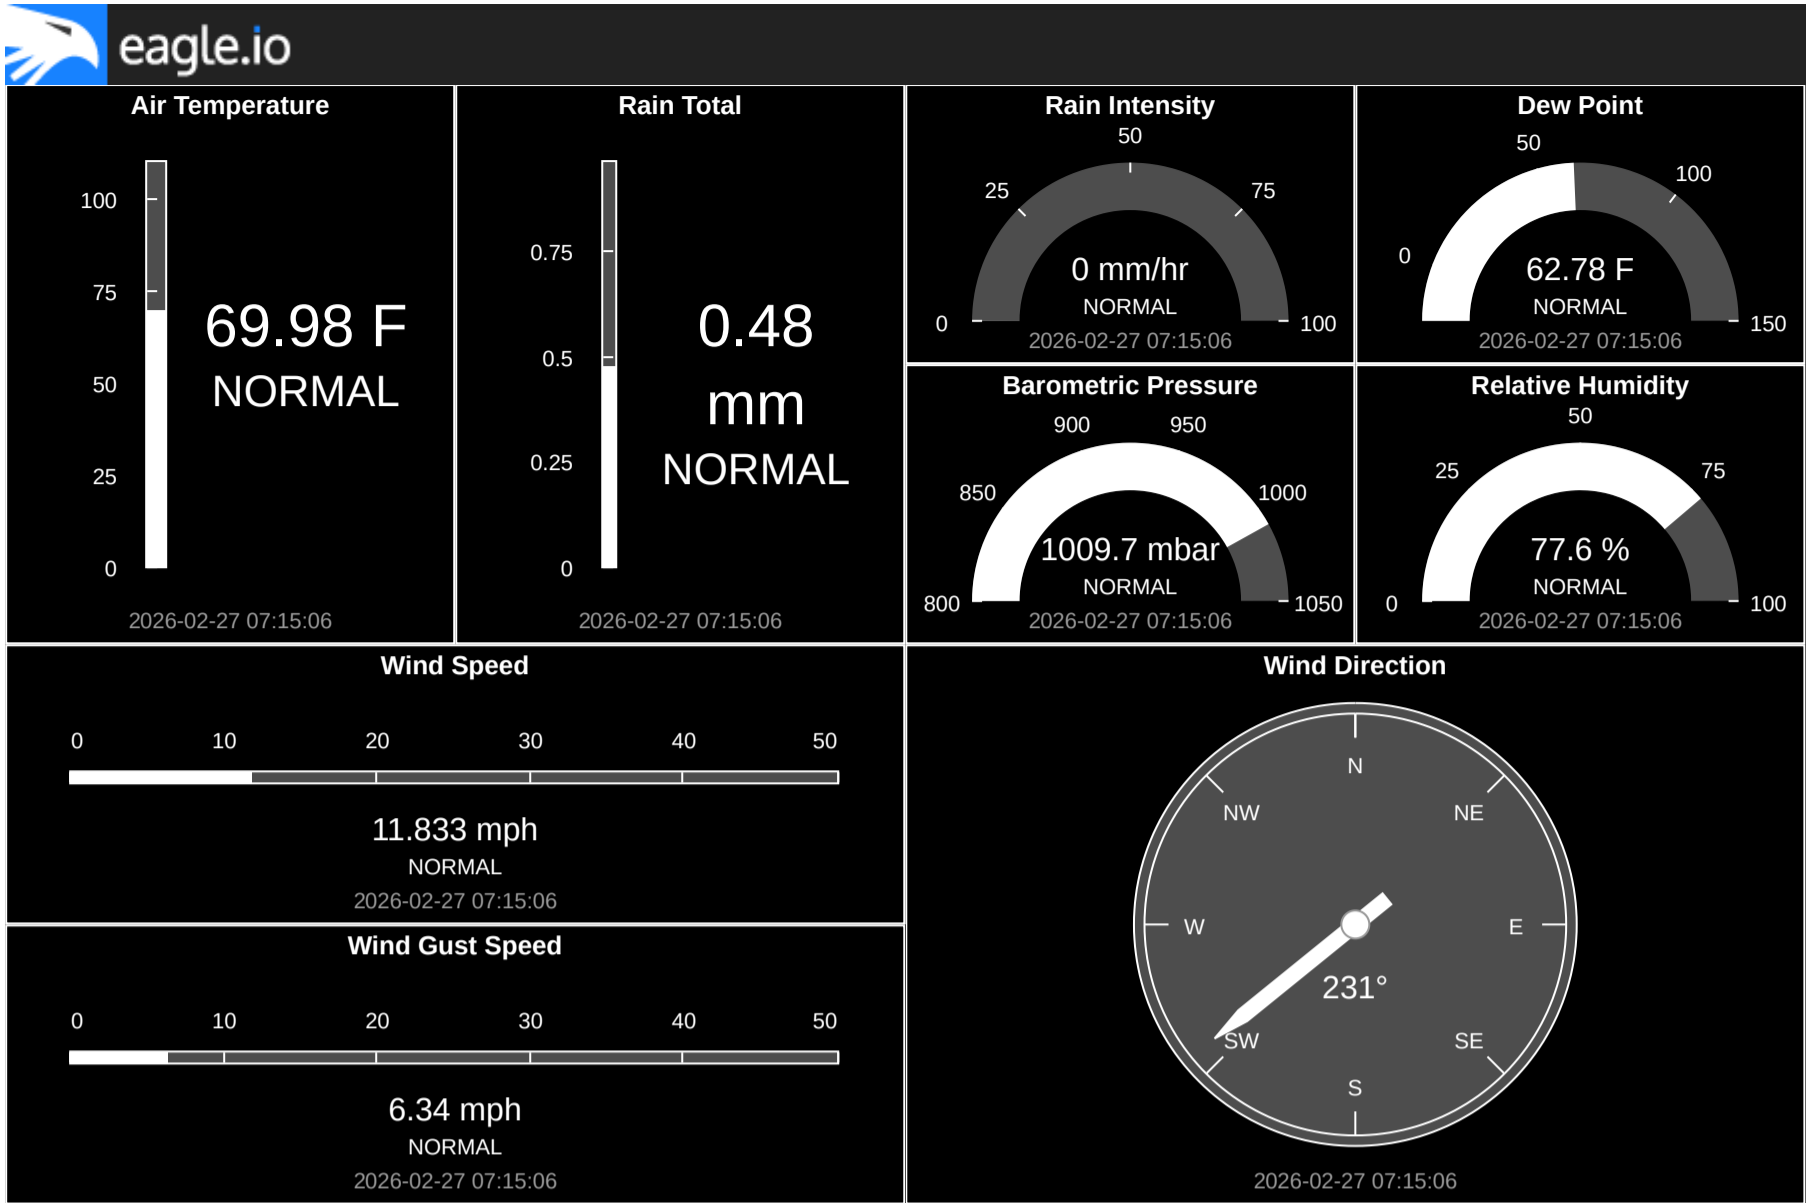 eagle.io
Air Temperature
100
75
50
25
0
69.98 F
NORMAL
2026-02-27 07:15:06
Rain Total
0.75
0.5
0.25
0
0.48
mm
NORMAL
2026-02-27 07:15:06
Rain Intensity
0
25
50
75
100
0 mm/hr
NORMAL
2026-02-27 07:15:06
Dew Point
0
50
100
150
62.78 F
NORMAL
2026-02-27 07:15:06
Barometric Pressure
800
850
900
950
1000
1050
1009.7 mbar
NORMAL
2026-02-27 07:15:06
Relative Humidity
0
25
50
75
100
77.6 %
NORMAL
2026-02-27 07:15:06
Wind Speed
0 10 20 30 40 50
11.833 mph
NORMAL
2026-02-27 07:15:06
Wind Gust Speed
0 10 20 30 40 50
6.34 mph
NORMAL
2026-02-27 07:15:06
Wind Direction
N
NW NE
W E
231°
SW SE
S
2026-02-27 07:15:06